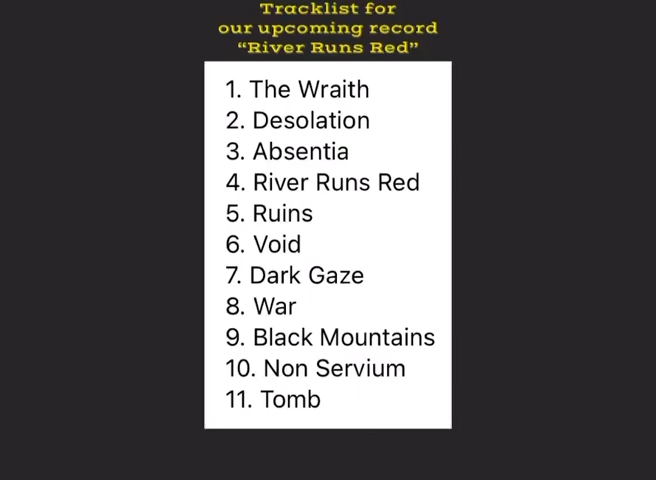 Tracklist for
our upcoming record
“River Runs Red”
1. The Wraith
2. Desolation
3. Absentia
4. River Runs Red
5. Ruins
6. Void
7. Dark Gaze
8. War
9. Black Mountains
10. Non Servium
11. Tomb